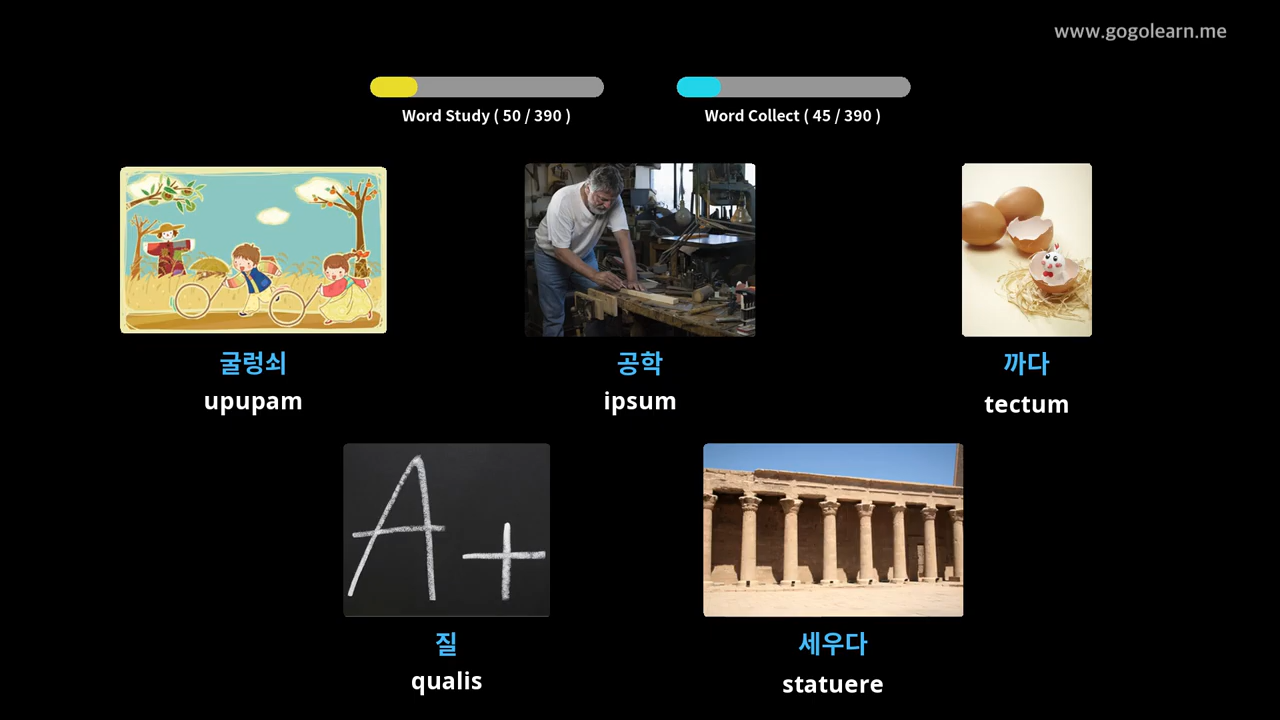 www.gogolearn.me
Word Study ( 50 / 390 )
Word Collect ( 45 / 390 )
굴렁쇠
upupam
공학
ipsum
까다
tectum
A+
질
qualis
세우다
statuere